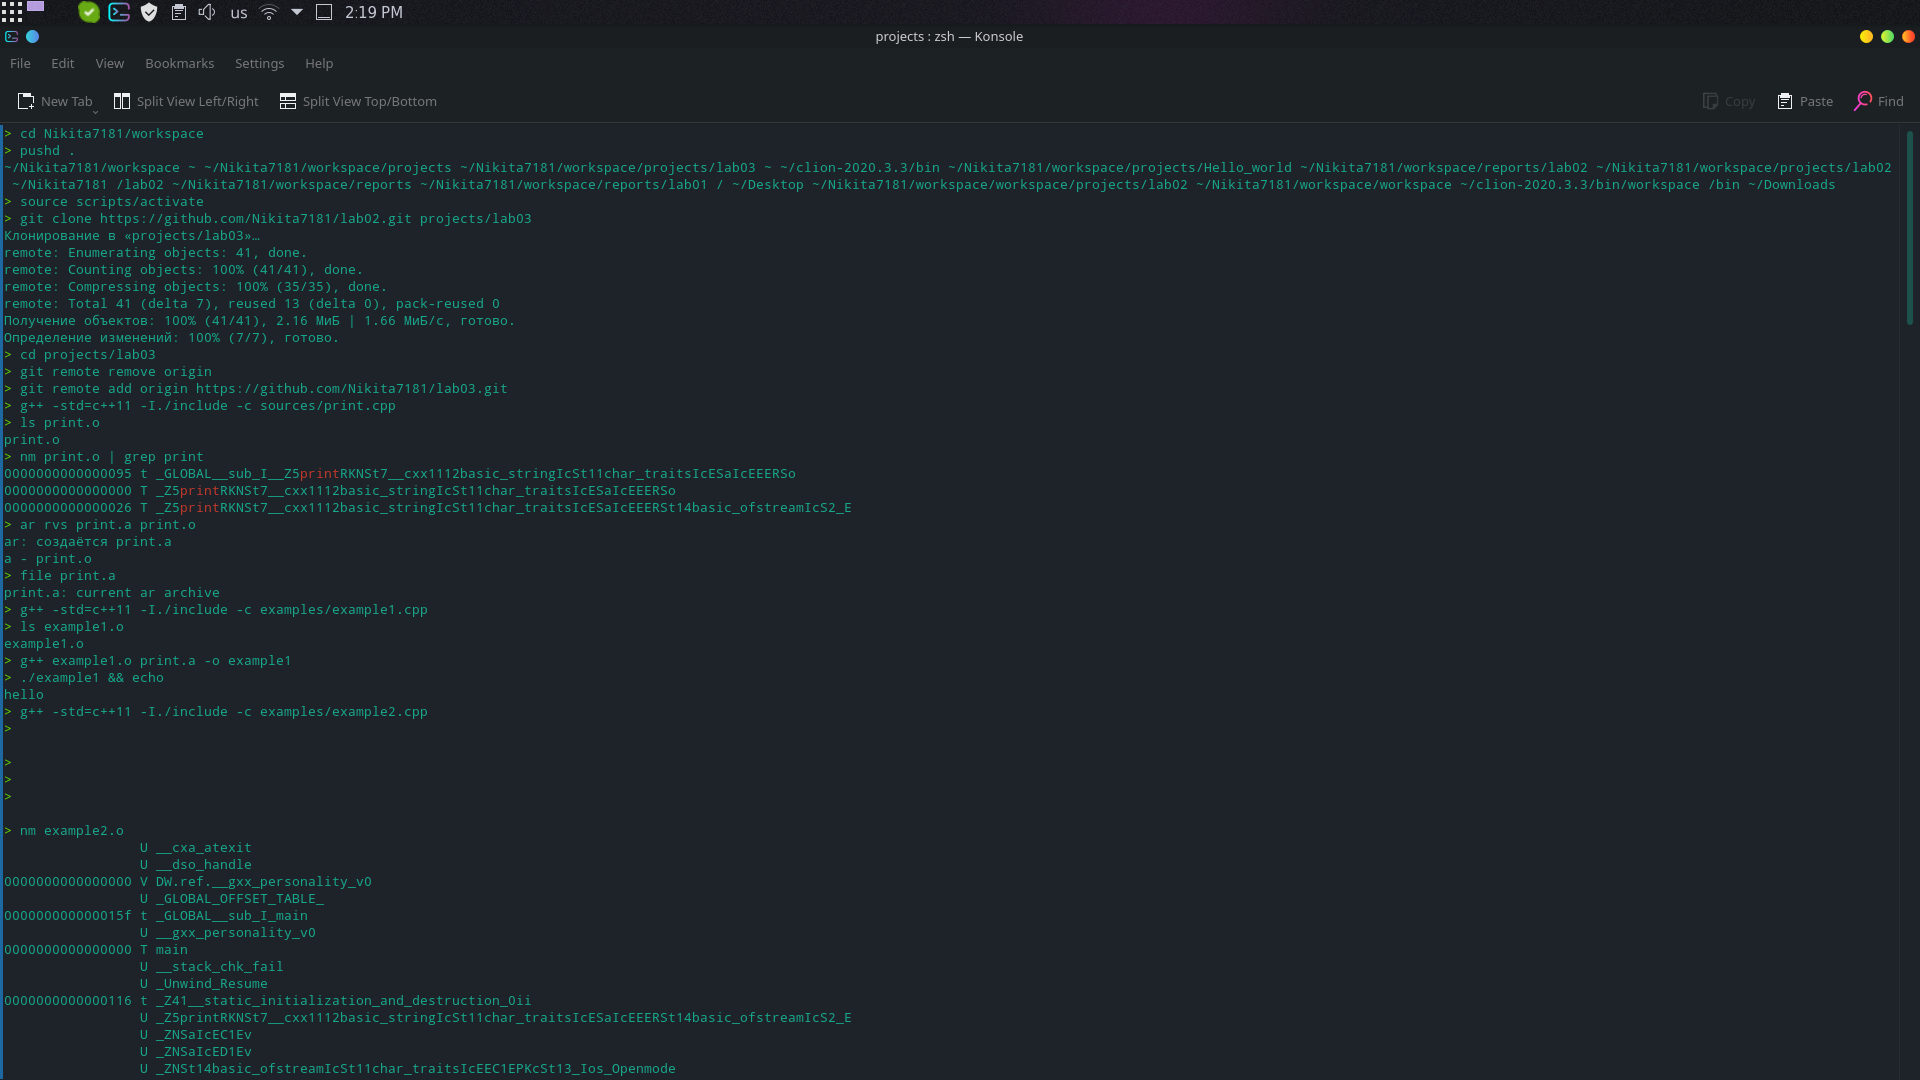 us 2:19 PM
projects : zsh — Konsole
File Edit View Bookmarks Settings Help
New Tab Split View Left/Right Split View Top/Bottom Copy Paste Find
> cd Nikita7181/workspace
> pushd .
~/Nikita7181/workspace ~ ~/Nikita7181/workspace/projects ~/Nikita7181/workspace/projects/lab03 ~ ~/clion-2020.3.3/bin ~/Nikita7181/workspace/projects/Hello_world ~/Nikita7181/workspace/reports/lab02 ~/Nikita7181/workspace/projects/lab02
~/Nikita7181 /lab02 ~/Nikita7181/workspace/reports ~/Nikita7181/workspace/reports/lab01 / ~/Desktop ~/Nikita7181/workspace/workspace/projects/lab02 ~/Nikita7181/workspace/workspace ~/clion-2020.3.3/bin/workspace /bin ~/Downloads
> source scripts/activate
> git clone https://github.com/Nikita7181/lab02.git projects/lab03
Клонирование в «projects/lab03»…
remote: Enumerating objects: 41, done.
remote: Counting objects: 100% (41/41), done.
remote: Compressing objects: 100% (35/35), done.
remote: Total 41 (delta 7), reused 13 (delta 0), pack-reused 0
Получение объектов: 100% (41/41), 2.16 МиБ | 1.66 МиБ/с, готово.
Определение изменений: 100% (7/7), готово.
> cd projects/lab03
> git remote remove origin
> git remote add origin https://github.com/Nikita7181/lab03.git
> g++ -std=c++11 -I./include -c sources/print.cpp
> ls print.o
print.o
> nm print.o | grep print
0000000000000095 t _GLOBAL__sub_I__Z5printRKNSt7__cxx1112basic_stringIcSt11char_traitsIcESaIcEEERSo
0000000000000000 T _Z5printRKNSt7__cxx1112basic_stringIcSt11char_traitsIcESaIcEEERSo
0000000000000026 T _Z5printRKNSt7__cxx1112basic_stringIcSt11char_traitsIcESaIcEEERSt14basic_ofstreamIcS2_E
> ar rvs print.a print.o
ar: создаётся print.a
a - print.o
> file print.a
print.a: current ar archive
> g++ -std=c++11 -I./include -c examples/example1.cpp
> ls example1.o
example1.o
> g++ example1.o print.a -o example1
> ./example1 && echo
hello
> g++ -std=c++11 -I./include -c examples/example2.cpp
>
>
>
>
> nm example2.o
U __cxa_atexit
U __dso_handle
0000000000000000 V DW.ref.__gxx_personality_v0
U _GLOBAL_OFFSET_TABLE_
000000000000015f t _GLOBAL__sub_I_main
U __gxx_personality_v0
0000000000000000 T main
U __stack_chk_fail
U _Unwind_Resume
0000000000000116 t _Z41__static_initialization_and_destruction_0ii
U _Z5printRKNSt7__cxx1112basic_stringIcSt11char_traitsIcESaIcEEERSt14basic_ofstreamIcS2_E
U _ZNSaIcEC1Ev
U _ZNSaIcED1Ev
U _ZNSt14basic_ofstreamIcSt11char_traitsIcEEC1EPKcSt13_Ios_Openmode